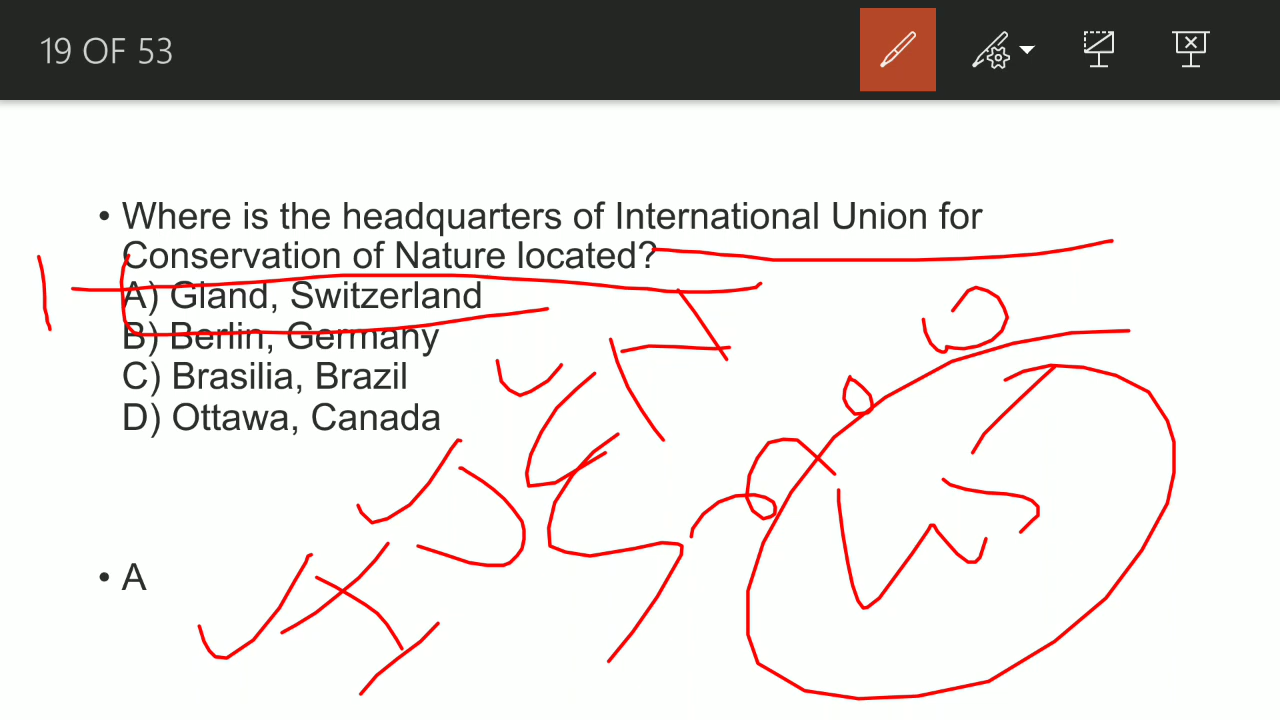 19 OF 53
• Where is the headquarters of International Union for
Conservation of Nature located?
A) Gland, Switzerland
B) Berlin, Germany
C) Brasilia, Brazil
D) Ottawa, Canada
• A